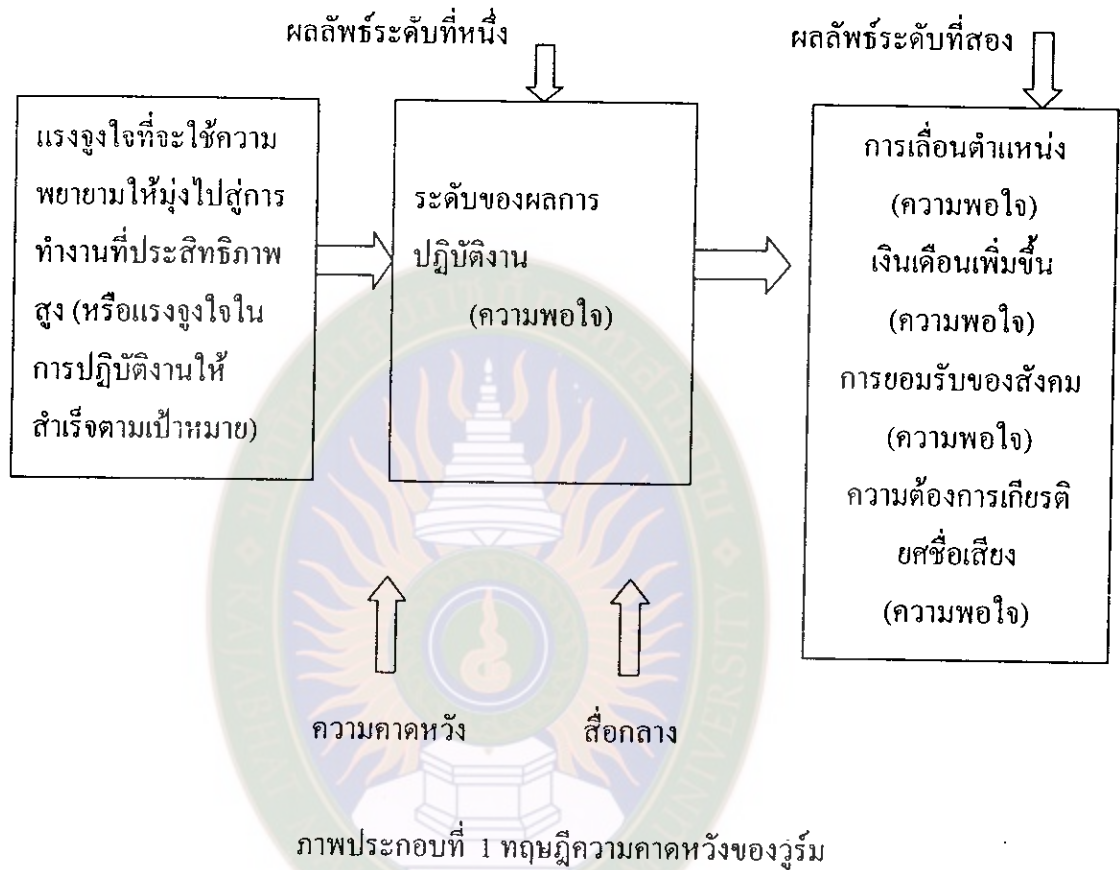 ผลลัพธ์ระดับที่หนึ่ง
ผลลัพธ์ระดับที่สอง
แรงจูงใจที่จะใช้ความ
พยายามให้มุ่งไปสู่การ
ทำงานที่ประสิทธิภาพ
สูง (หรือแรงจูงใจใน
การปฏิบัติงานให้
สำเร็จตามเป้าหมาย)
ระดับของผลการ
ปฏิบัติงาน
(ความพอใจ)
การเลื่อนตำแหน่ง
(ความพอใจ)
เงินเดือนเพิ่มขึ้น
(ความพอใจ)
การยอมรับของสังคม
(ความพอใจ)
ความต้องการเกียรติ
ยศชื่อเสียง
(ความพอใจ)
ความคาดหวัง
สื่อกลาง
ภาพประกอบที่ 1 ทฤษฎีความคาดหวังของวู่ร์ม